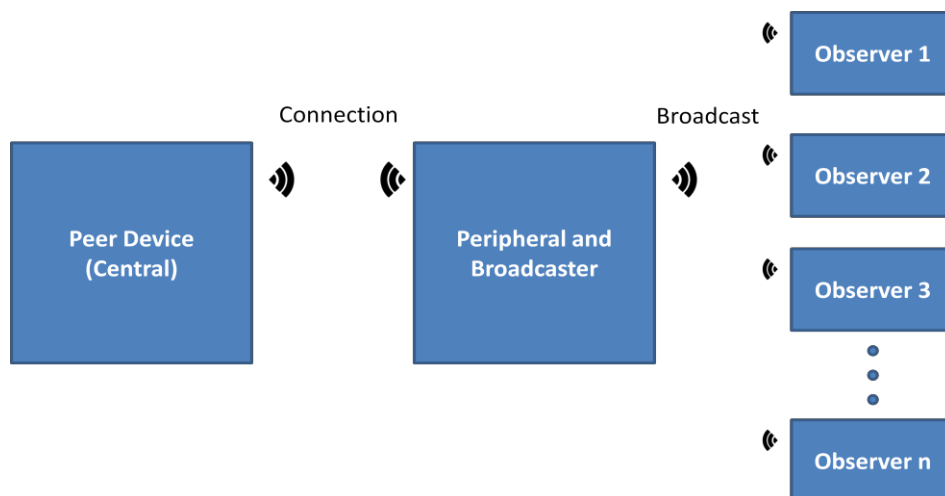 Observer 1
Connection
Broadcast
Observer 2
Peer Device
(Central)
Peripheral and
Broadcaster
Observer 3
Observer n